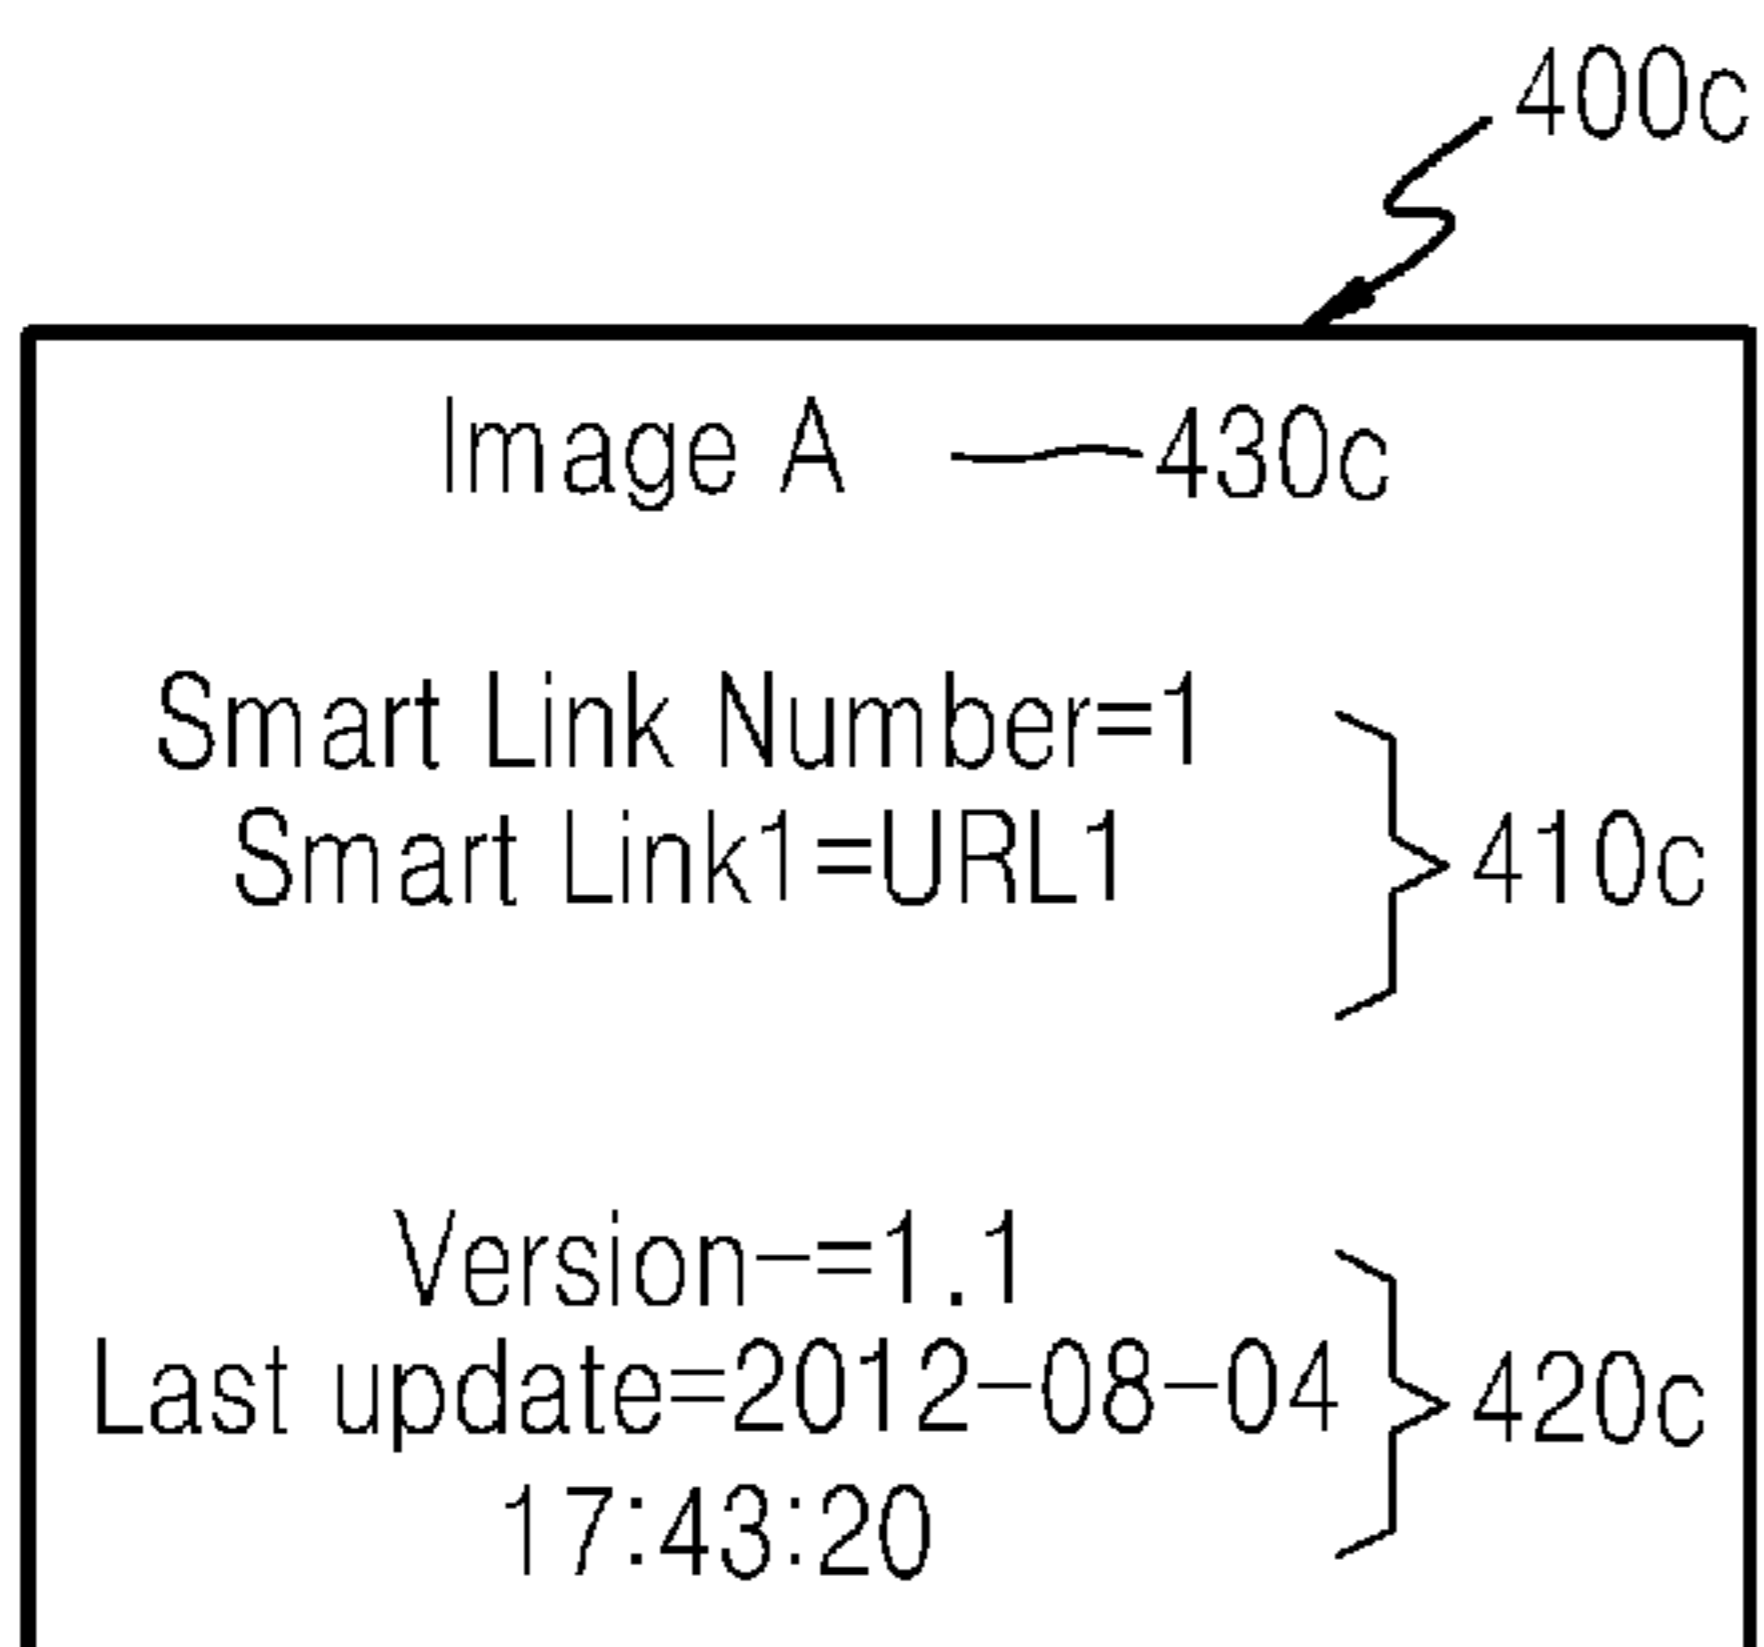 400c
Image A 430c
Smart Link Number=1
Smart Link1=URL1
410c
Version-=1.1
Last update=2012-08-04
17:43:20
420c